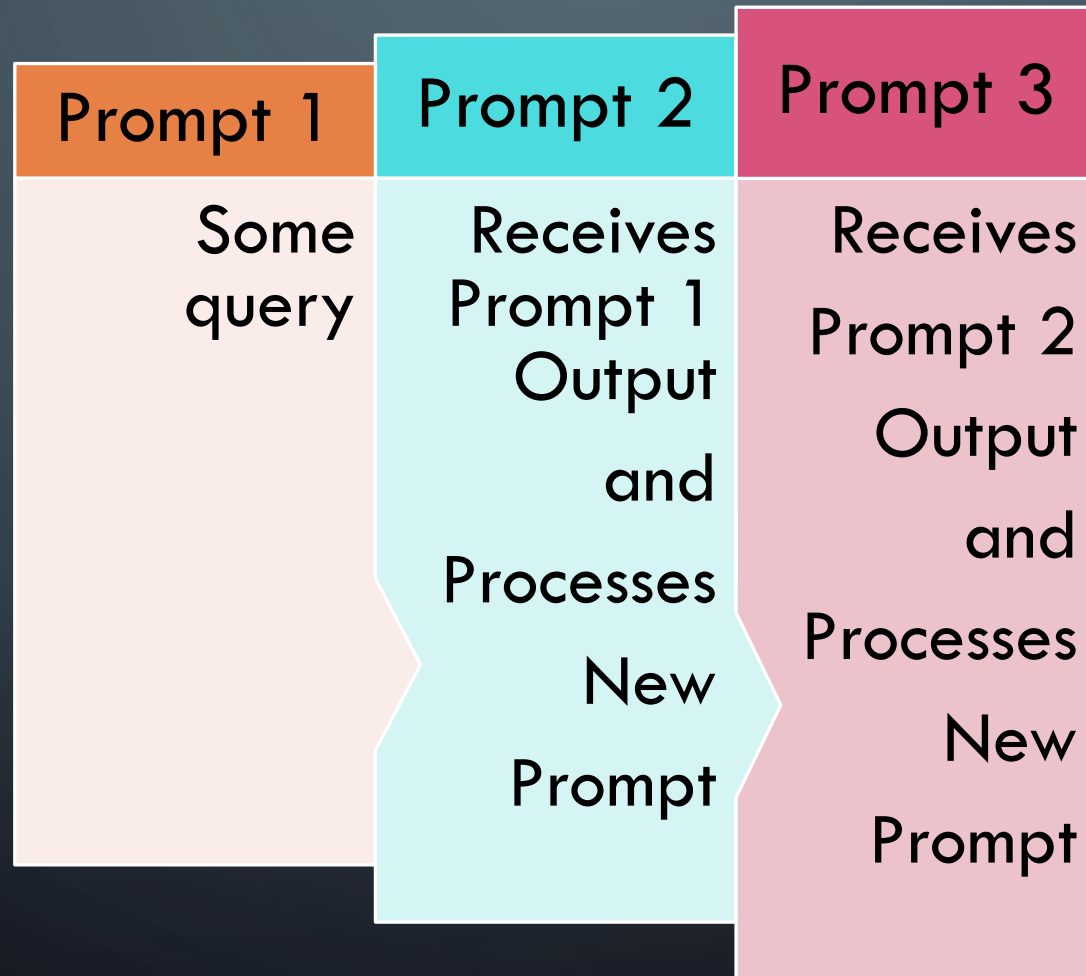 Prompt 1
Some
query
Prompt 2
Receives
Prompt 1
Output
and
Processes
New
Prompt
Prompt 3
Receives
Prompt 2
Output
and
Processes
New
Prompt